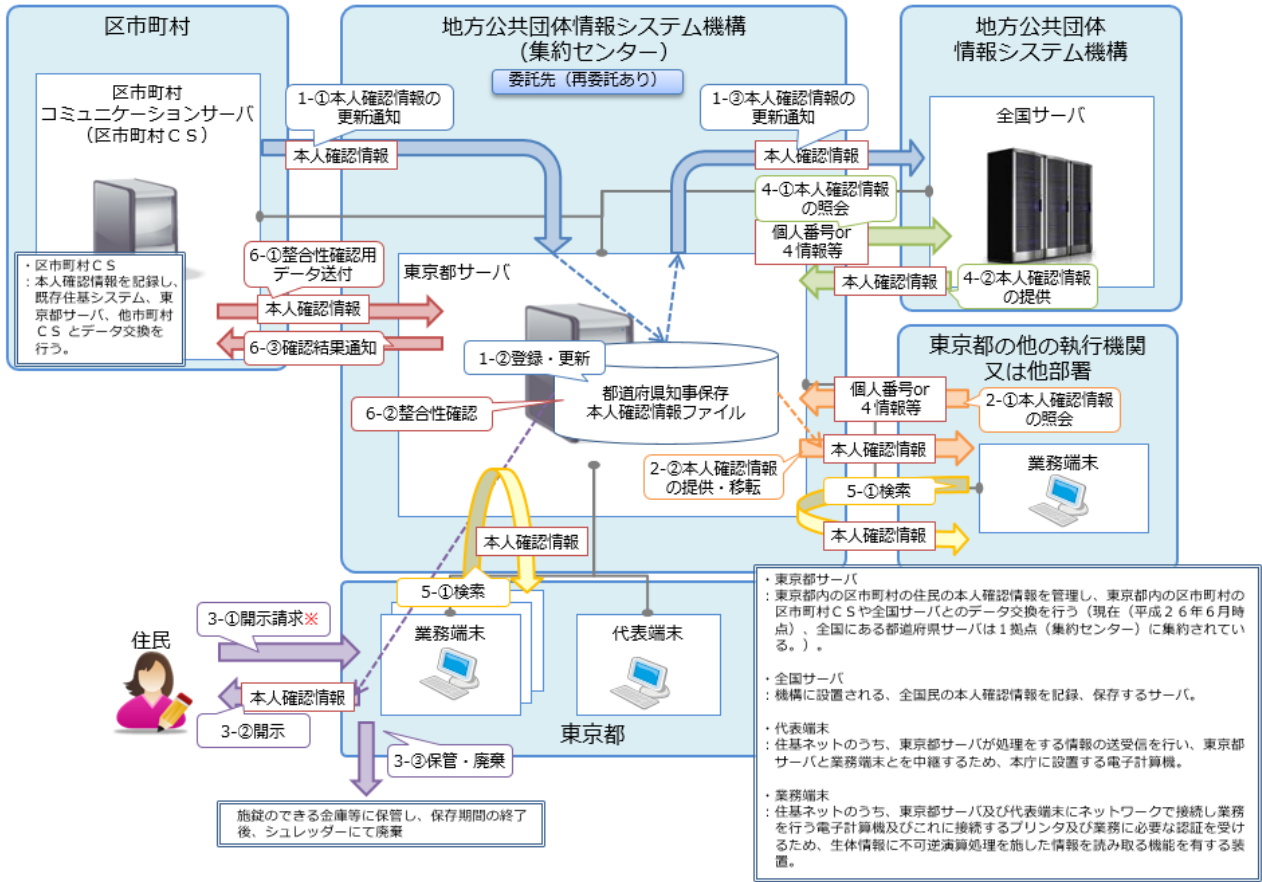 区市町村
区市町村
コミュニケーションサーバ
（区市町村ＣＳ）
・区市町村ＣＳ
：本人確認情報を記録し、
既存住基システム、東
京都サーバ、他市町村
ＣＳ とデータ交換を
行う。
地方公共団体情報システム機構
（集約センター）
委託先（再委託あり）
1-①本人確認情報の
更新通知
本人確認情報
1-③本人確認情報の
更新通知
本人確認情報
地方公共団体
情報システム機構
全国サーバ
4-①本人確認情報
の照会
個人番号or
４情報等
本人確認情報
4-②本人確認情報
の提供
6-①整合性確認用
データ送付
本人確認情報
6-③確認結果通知
東京都サーバ
1-②登録・更新
6-②整合性確認
都道府県知事保存
本人確認情報ファイル
東京都の他の執行機関
又は他部署
個人番号or
４情報等
2-①本人確認情報
の照会
本人確認情報
2-②本人確認情報
の提供・移転
業務端末
5-①検索
本人確認情報
本人確認情報
5-①検索
業務端末
代表端末
東京都
住民
3-①開示請求※
本人確認情報
3-②開示
3-③保管・廃棄
施錠のできる金庫等に保管し、保存期間の終了
後、シュレッダーにて廃棄
・東京都サーバ
：東京都内の区市町村の住民の本人確認情報を管理し、東京都内の区市町村の
区市町村ＣＳや全国サーバとのデータ交換を行う（現在（平成２６年６月時
点）、全国にある都道府県サーバは１拠点（集約センター）に集約されてい
る。）。
・全国サーバ
：機構に設置される、全国民の本人確認情報を記録、保存するサーバ。
・代表端末
：住基ネットのうち、東京都サーバが処理をする情報の送受信を行い、東京都
サーバと業務端末とを中継するため、本庁に設置する電子計算機。
・業務端末
：住基ネットのうち、東京都サーバ及び代表端末にネットワークで接続し業務
を行う電子計算機及びこれに接続するプリンタ及び業務に必要な認証を受け
るため、生体情報に不可逆演算処理を施した情報を読み取る機能を有する装
置。